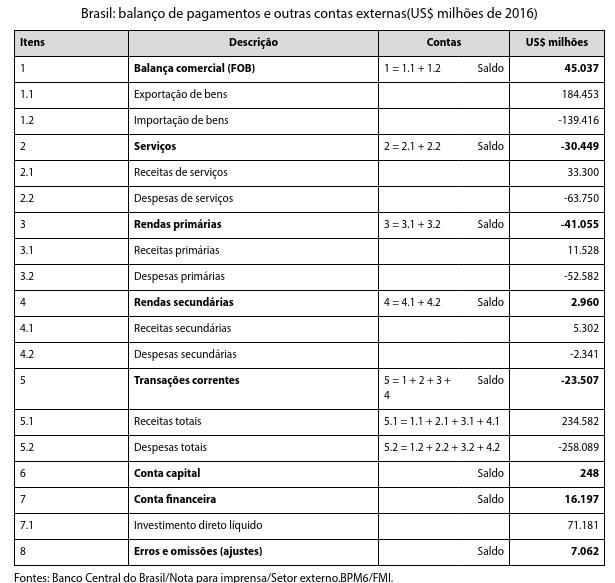 Brasil: balanço de pagamentos e outras contas externas(US$ milhões de 2016)
Itens Descrição Contas US$ milhões
1 Balança comercial (FOB) 1 = 1.1 + 1.2 Saldo 45.037
1.1 Exportação de bens 184.453
1.2 Importação de bens -139.416
2 Serviços 2 = 2.1 + 2.2 Saldo -30.449
2.1 Receitas de serviços 33.300
2.2 Despesas de serviços -63.750
3 Rendas primárias 3 = 3.1 + 3.2 Saldo -41.055
3.1 Receitas primárias 11.528
3.2 Despesas primárias -52.582
4 Rendas secundárias 4 = 4.1 + 4.2 Saldo 2.960
4.1 Receitas secundárias 5.302
4.2 Despesas secundárias -2.341
5 Transações correntes 5 = 1 + 2 + 3 + Saldo -23.507
4
5.1 Receitas totais 5.1 = 1.1 + 2.1 + 3.1 + 4.1 234.582
5.2 Despesas totais 5.2 = 1.2 + 2.2 + 3.2 + 4.2 -258.089
6 Conta capital Saldo 248
7 Conta financeira Saldo 16.197
7.1 Investimento direto líquido 71.181
8 Erros e omissões (ajustes) Saldo 7.062
Fontes: Banco Central do Brasil/Nota para imprensa/Setor externo.BPM6/FMI.